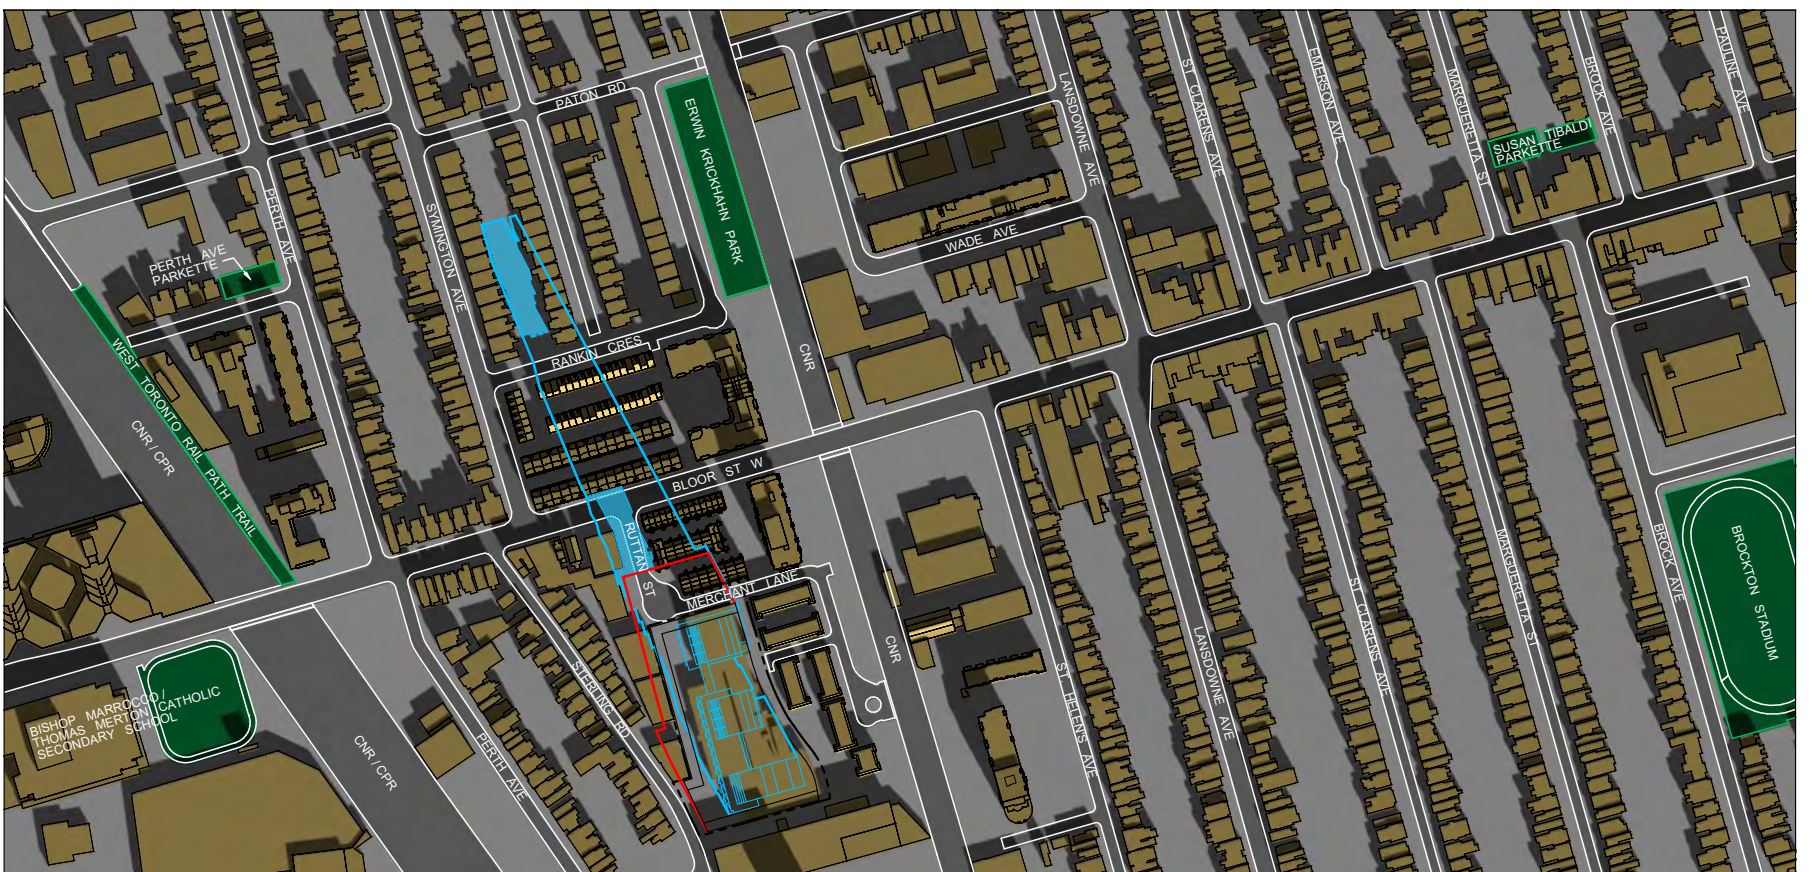 PATON RD
ERWIN KRICKHAHN PARK
LANSDOWNE AVE
ST CLARENS AVE
EMERSON AVE
MARGUERETTA ST
BROCK AVE
PAULINE AVE
SUSAN TIBALDI
PARKETTE
PERTH AVE
SYMINGTON AVE
PERTH AVE
PARKETTE
WADE AVE
WEST TORONTO RAIL PATH TRAIL
RANKIN CRES
CNR
CNR / CPR
BLOOR ST W
RUTTAN ST
MERCHANT LANE
BROCKTON STADIUM
BROCK AVE
MARGUERETTA ST
ST CLARENS AVE
LANSDOWNE AVE
ST HELEN'S AVE
CNR
STERLING RD
PERTH AVE
BISHOP MARROCCO /
THOMAS MERTON CATHOLIC
SECONDARY SCHOOL
CNR / CPR